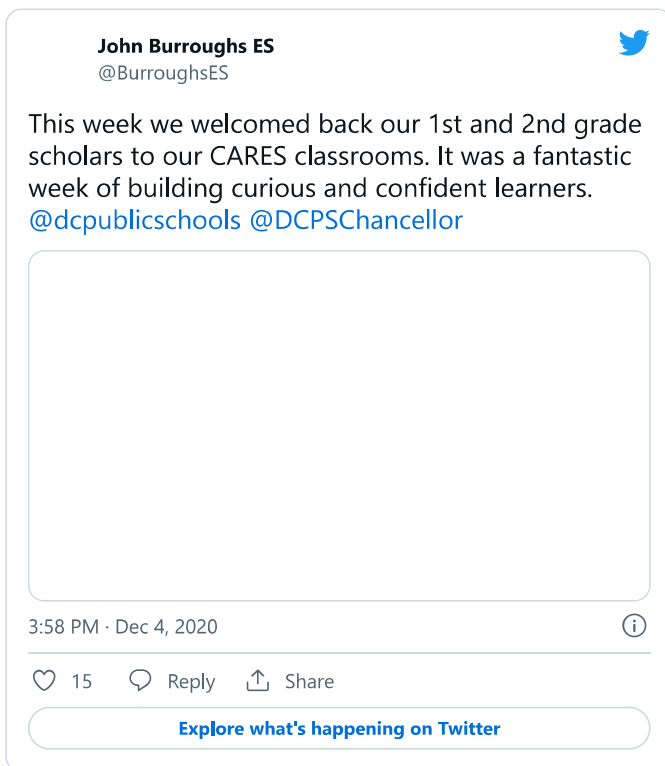 John Burroughs ES
@BurroughsES
This week we welcomed back our 1st and 2nd grade
scholars to our CARES classrooms. It was a fantastic
week of building curious and confident learners.
@dcpublicschools @DCPSChancellor
3:58 PM · Dec 4, 2020
15 Reply Share
Explore what's happening on Twitter